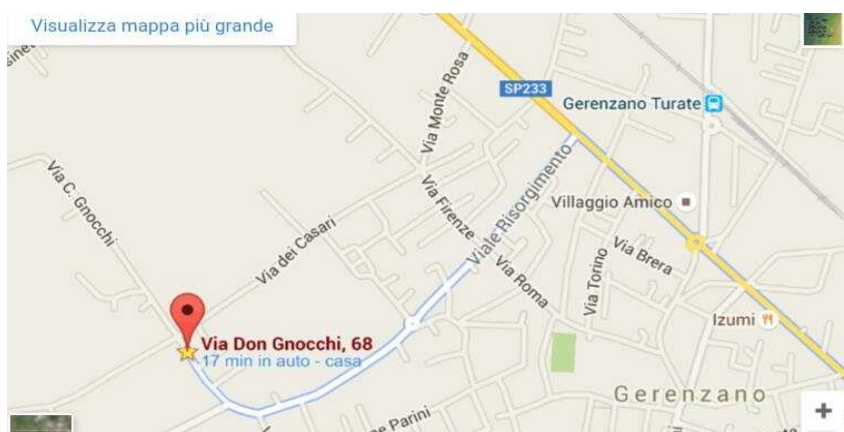 Visualizza mappa più grande
Via Monte Rosa
SP233
Gerenzano Turate
Via C. Gnocchi
Via Firenze
Viale Risorgimento
Villaggio Amico
Via dei Casari
Via Roma
Via Torino
Via Brera
Izumi
Via Don Gnocchi, 68
17 min in auto - casa
Gerenzano
Parini
+